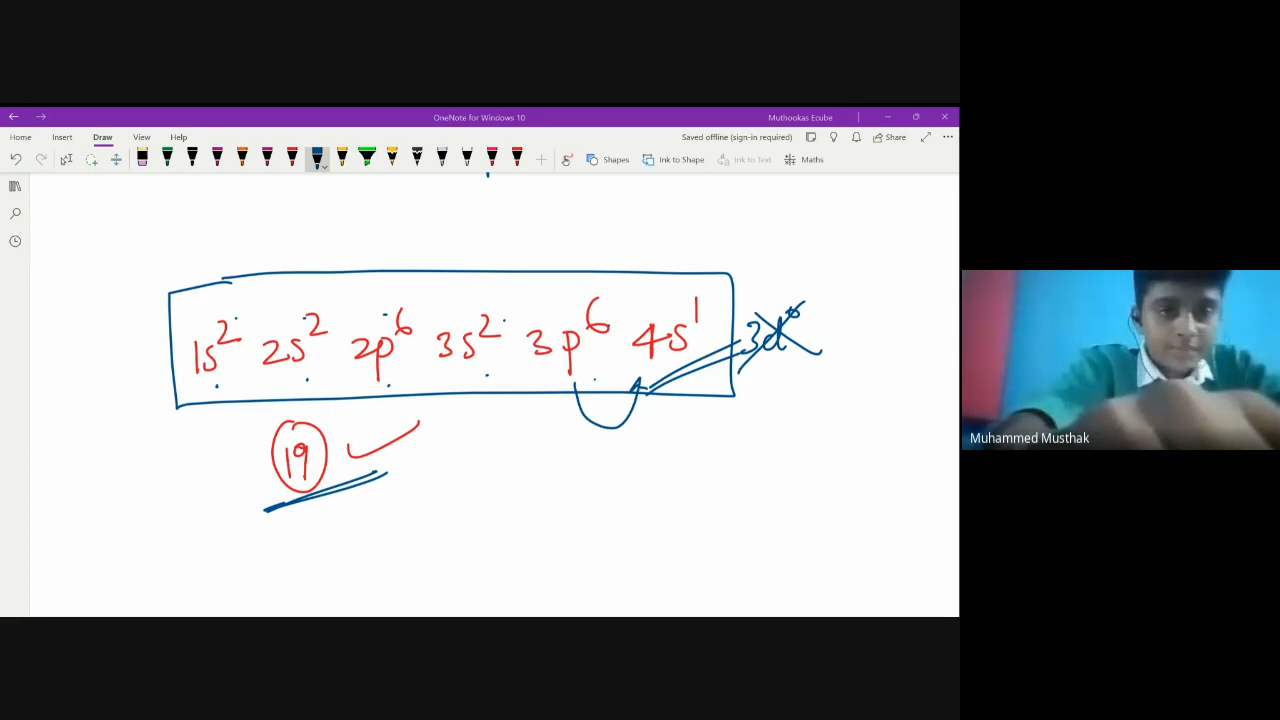 OneNote for Windows 10
Muthookas Ecube
Home Insert Draw View Help
Saved offline (sign-in required)
Share
Shapes
Ink to Shape
Ink to Text
Maths
1s² 2s² 2p⁶ 3s² 3p⁶ 4s¹ 3d
19
Muhammed Musthak